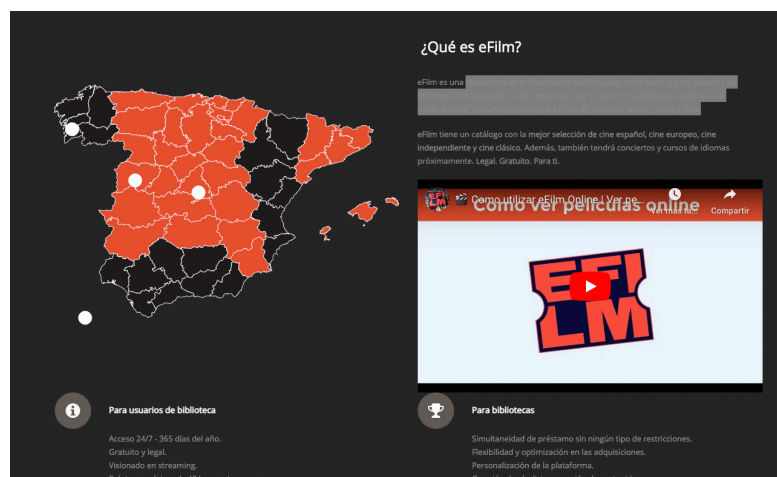 ¿Qué es eFilm?
eFilm es una
eFilm tiene un catálogo con la mejor selección de cine español, cine europeo, cine
independiente y cine clásico. Además, también tendrá conciertos y cursos de idiomas
próximamente. Legal. Gratuito. Para ti.
Como utilizar eFilm Online | Ver pe...
Como ver películas online
Ver más ta...
Compartir
EFI
LM
Para usuarios de biblioteca
Acceso 24/7 - 365 días del año.
Gratuito y legal.
Visionado en streaming.
Para bibliotecas
Simultaneidad de préstamo sin ningún tipo de restricciones.
Flexibilidad y optimización en las adquisiciones.
Personalización de la plataforma.